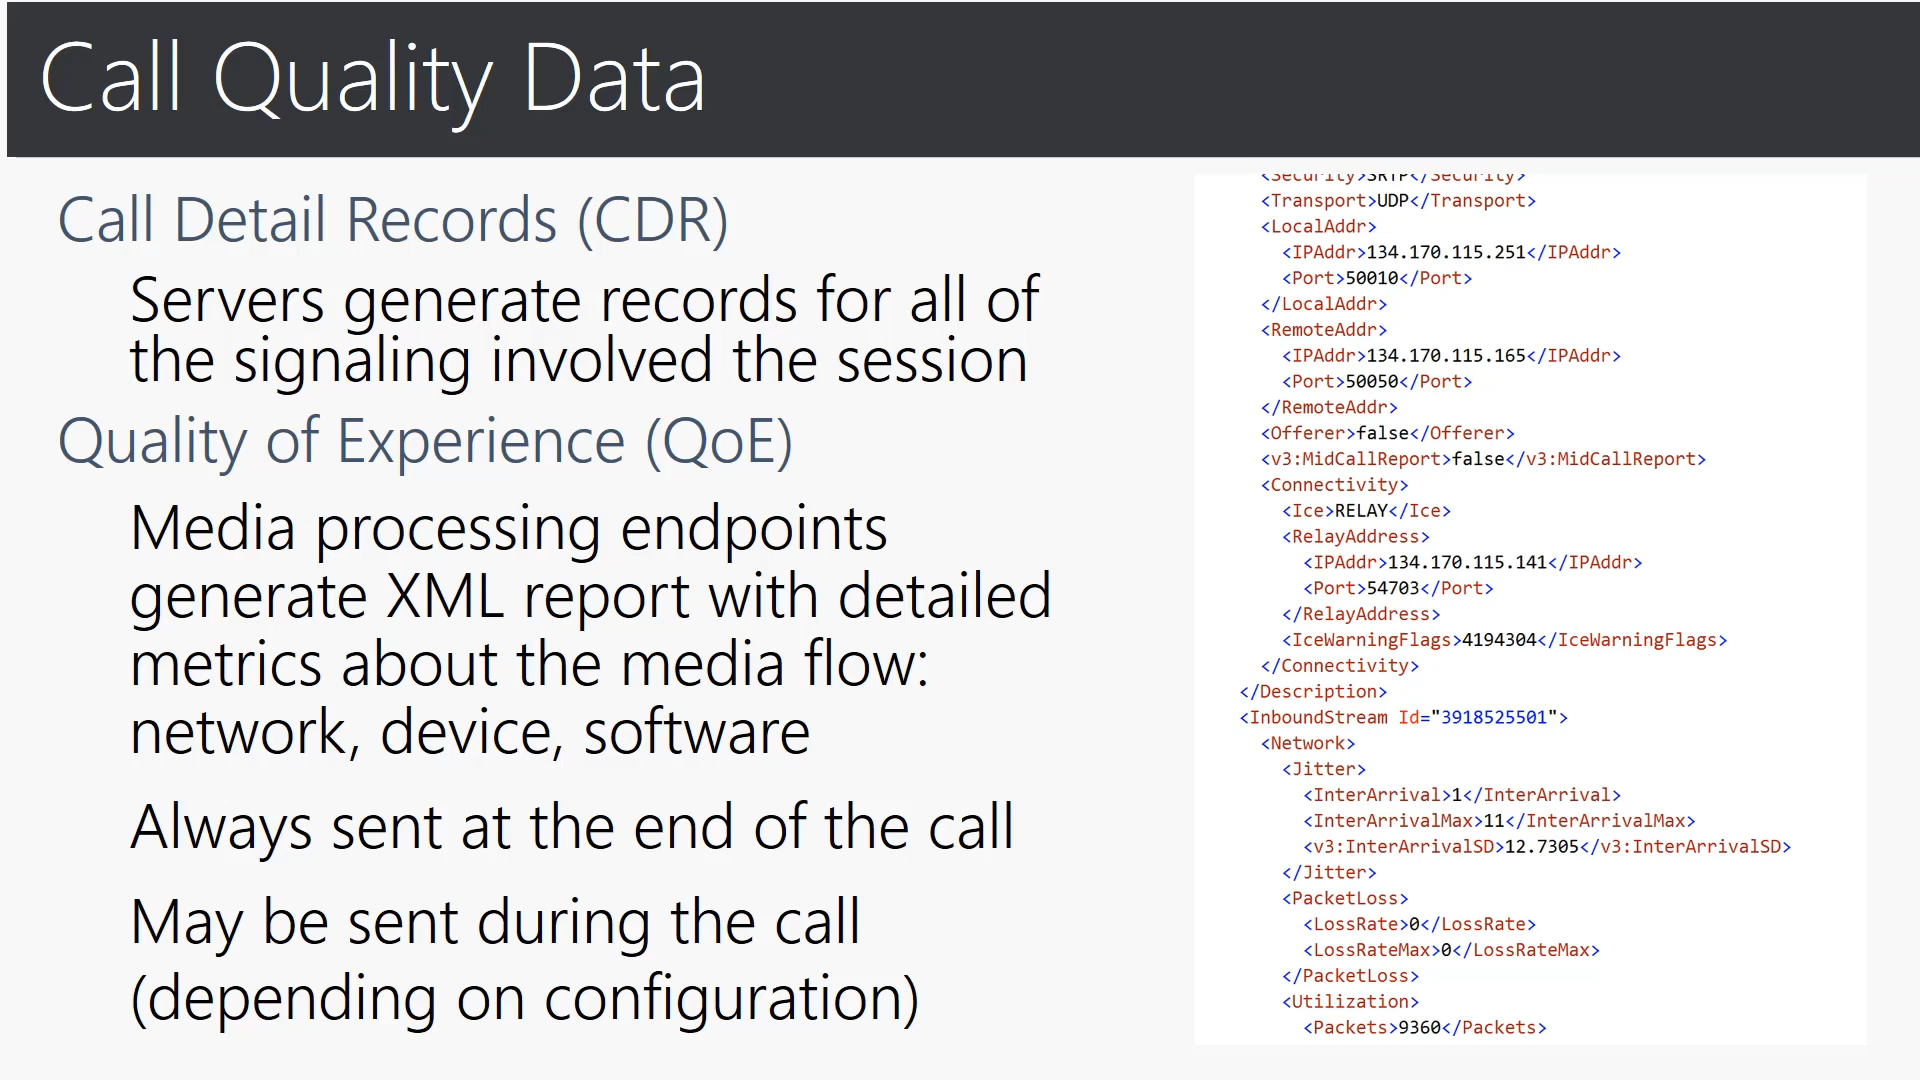 Call Quality Data
Call Detail Records (CDR)
Servers generate records for all of
the signaling involved the session
Quality of Experience (QoE)
Media processing endpoints
generate XML report with detailed
metrics about the media flow:
network, device, software
Always sent at the end of the call
May be sent during the call
(depending on configuration)
<Security>SRTP</Security>
<Transport>UDP</Transport>
<LocalAddr>
<IPAddr>134.170.115.251</IPAddr>
<Port>50010</Port>
</LocalAddr>
<RemoteAddr>
<IPAddr>134.170.115.165</IPAddr>
<Port>50050</Port>
</RemoteAddr>
<Offerer>false</Offerer>
<v3:MidCallReport>false</v3:MidCallReport>
<Connectivity>
<Ice>RELAY</Ice>
<RelayAddress>
<IPAddr>134.170.115.141</IPAddr>
<Port>54703</Port>
</RelayAddress>
<IceWarningFlags>4194304</IceWarningFlags>
</Connectivity>
</Description>
<InboundStream Id="3918525501">
<Network>
<Jitter>
<InterArrival>1</InterArrival>
<InterArrivalMax>11</InterArrivalMax>
<v3:InterArrivalSD>12.7305</v3:InterArrivalSD>
</Jitter>
<PacketLoss>
<LossRate>0</LossRate>
<LossRateMax>0</LossRateMax>
</PacketLoss>
<Utilization>
<Packets>9360</Packets>